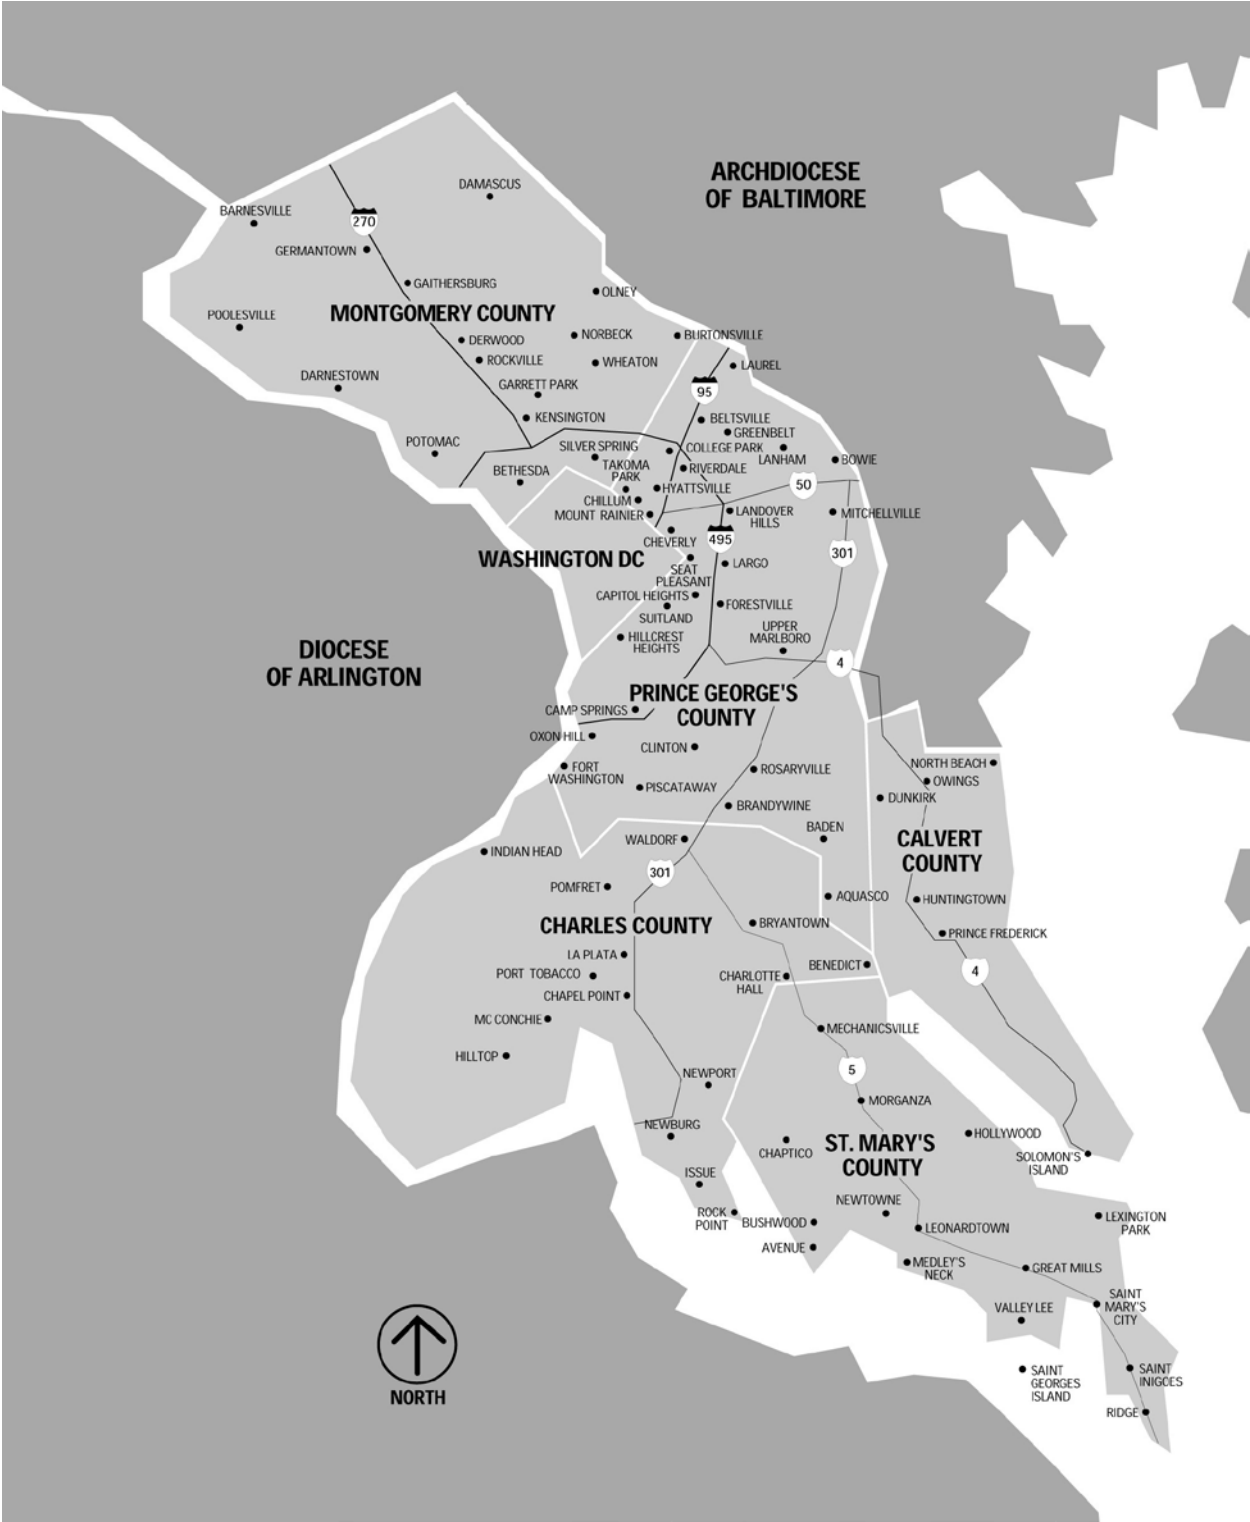 ARCHDIOCESE
OF BALTIMORE
DAMASCUS
BARNESVILLE
270
GERMANTOWN
GAITHERSBURG
OLNEY
MONTGOMERY COUNTY
POOLESVILLE
NORBECK
BURTONSVILLE
DERWOOD
ROCKVILLE
WHEATON
LAUREL
DARNESTOWN
GARRETT PARK
95
KENSINGTON
BELTSVILLE
GREENBELT
POTOMAC
SILVER SPRING
COLLEGE PARK
LANHAM
BOWIE
BETHESDA
TAKOMA
PARK
RIVERDALE
HYATTSVILLE
50
CHILLUM
MOUNT RAINIER
LANDOVER
HILLS
MITCHELLVILLE
CHEVERLY
495
301
WASHINGTON DC
SEAT
PLEASANT
LARGO
CAPITOL HEIGHTS
FORESTVILLE
SUITLAND
HILLCREST
HEIGHTS
UPPER
MARLBORO
4
DIOCESE
OF ARLINGTON
PRINCE GEORGE'S
COUNTY
CAMP SPRINGS
OXON HILL
CLINTON
FORT
WASHINGTON
ROSARYVILLE
NORTH BEACH
OWINGS
PISCATAWAY
DUNKIRK
BRANDYWINE
BADEN
WALDORF
CALVERT
COUNTY
INDIAN HEAD
301
POMFRET
AQUASCO
HUNTINGTOWN
CHARLES COUNTY
BRYANTOWN
PRINCE FREDERICK
LA PLATA
BENEDICT
4
PORT TOBACCO
CHARLOTTE
HALL
CHAPEL POINT
MC CONCHIE
MECHANICSVILLE
HILLTOP
5
NEWPORT
MORGANZA
NEWBURG
HOLLYWOOD
CHAPTICO
ST. MARY'S
COUNTY
SOLOMON'S
ISLAND
ISSUE
NEWTOWNE
ROCK
POINT
BUSHWOOD
LEONARDTOWN
LEXINGTON
PARK
AVENUE
MEDLEY'S
NECK
GREAT MILLS
VALLEY LEE
SAINT
MARY'S
CITY
SAINT
GEORGES
ISLAND
SAINT
INIGOES
RIDGE
NORTH